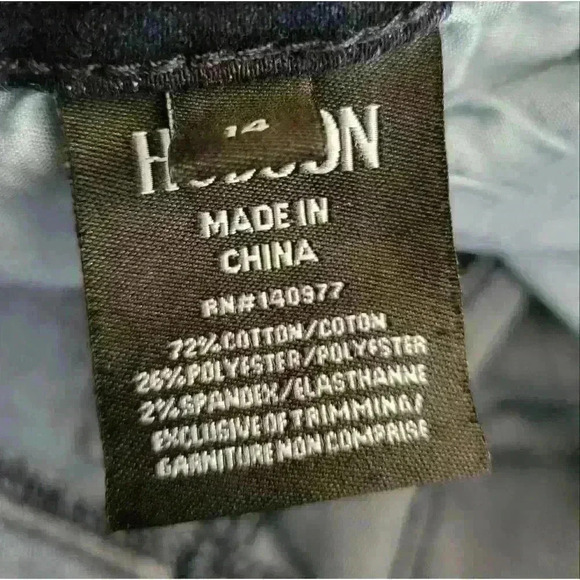 14
HUDSON
MADE IN
CHINA
RN#140977
72% COTTON/COTON
26% POLYESTER/POLYESTER
2% SPANDEX/ELASTHANNE
EXCLUSIVE OF TRIMMING/
GARNITURE NON COMPRISE